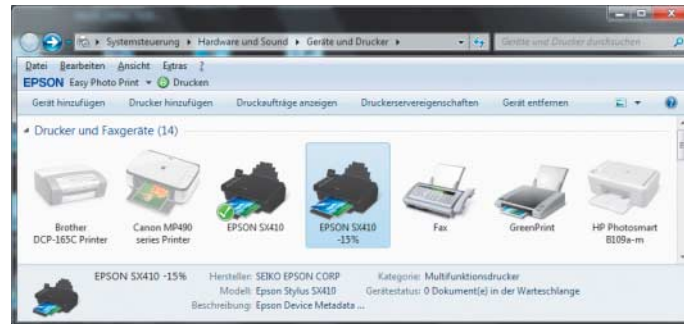 Systemsteuerung ▸ Hardware und Sound ▸ Geräte und Drucker ▸ Geräte und Drucker durchsuchen
Datei Bearbeiten Ansicht Extras ?
EPSON Easy Photo Print Drucken
Gerät hinzufügen Drucker hinzufügen Druckaufträge anzeigen Druckerservereigenschaften Gerät entfernen
Drucker und Faxgeräte (14)
Brother
DCP-165C Printer
Canon MP490
series Printer
EPSON SX410
EPSON SX410
-15%
Fax
GreenPrint
HP Photosmart
B109a-m
EPSON SX410 -15% Hersteller: SEIKO EPSON CORP Kategorie: Multifunktionsdrucker
Modell: Epson Stylus SX410 Gerätestatus: 0 Dokument(e) in der Warteschlange
Beschreibung: Epson Device Metadata ...